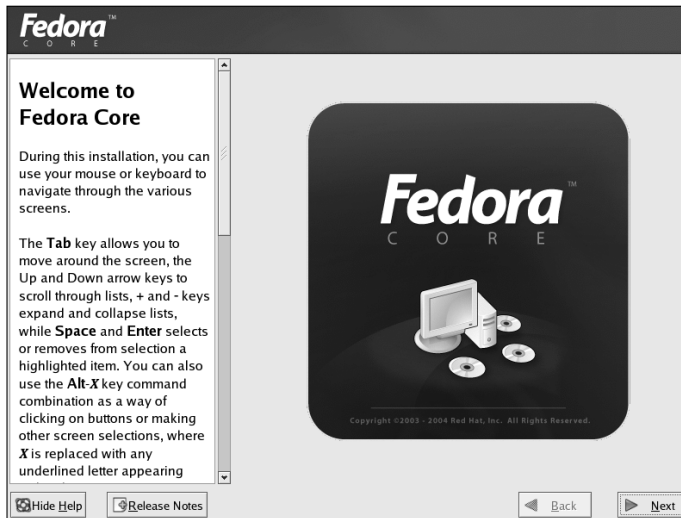 Fedora™
CORE
Welcome to
Fedora Core
During this installation, you can
use your mouse or keyboard to
navigate through the various
screens.
The Tab key allows you to
move around the screen, the
Up and Down arrow keys to
scroll through lists, + and - keys
expand and collapse lists,
while Space and Enter selects
or removes from selection a
highlighted item. You can also
use the Alt-X key command
combination as a way of
clicking on buttons or making
other screen selections, where
X is replaced with any
underlined letter appearing
Fedora™
CORE
Copyright ©2003 - 2004 Red Hat, Inc. All Rights Reserved.
Hide Help
Release Notes
Back
Next